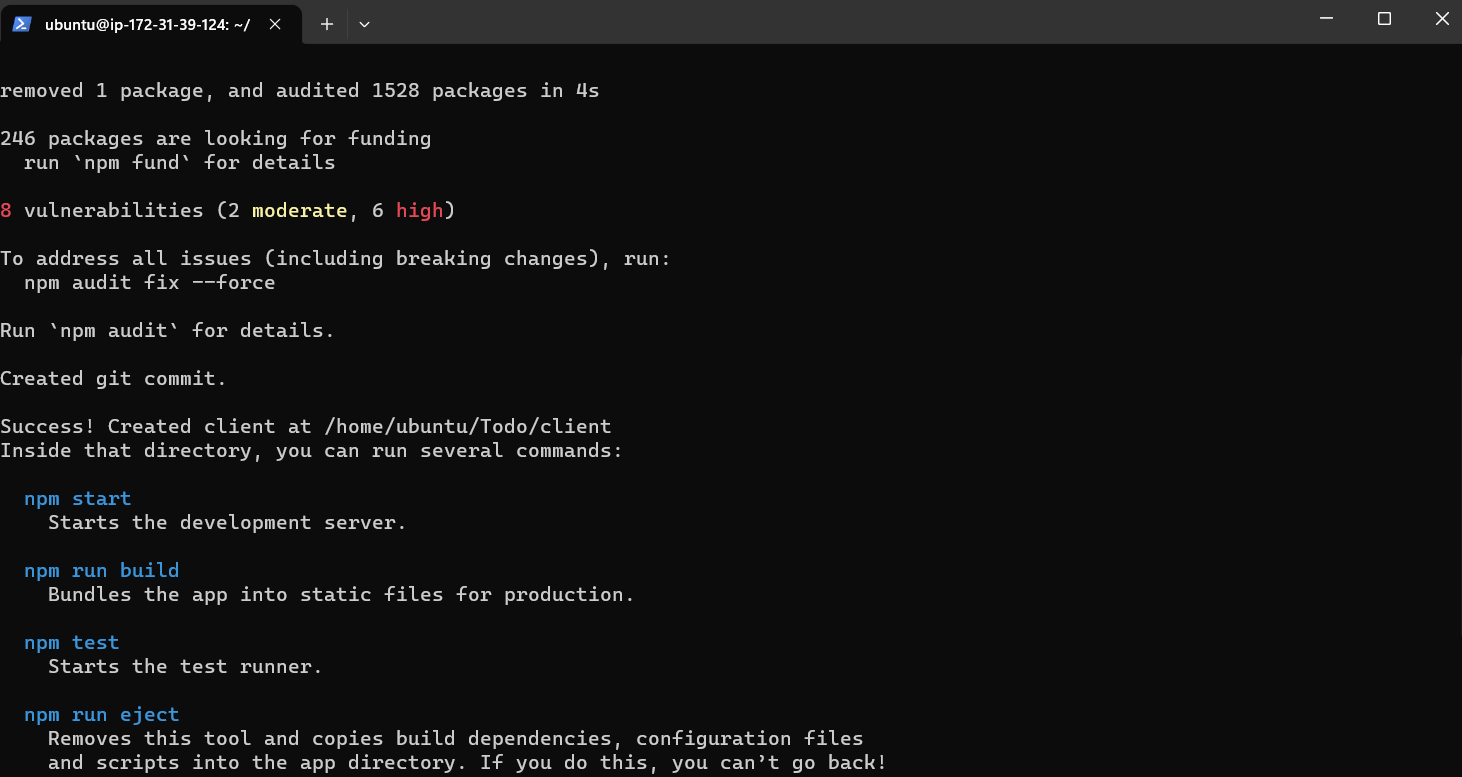 ubuntu@ip-172-31-39-124: ~/
removed 1 package, and audited 1528 packages in 4s
246 packages are looking for funding
run `npm fund` for details
8 vulnerabilities (2 moderate, 6 high)
To address all issues (including breaking changes), run:
npm audit fix --force
Run `npm audit` for details.
Created git commit.
Success! Created client at /home/ubuntu/Todo/client
Inside that directory, you can run several commands:
npm start
Starts the development server.
npm run build
Bundles the app into static files for production.
npm test
Starts the test runner.
npm run eject
Removes this tool and copies build dependencies, configuration files
and scripts into the app directory. If you do this, you can’t go back!